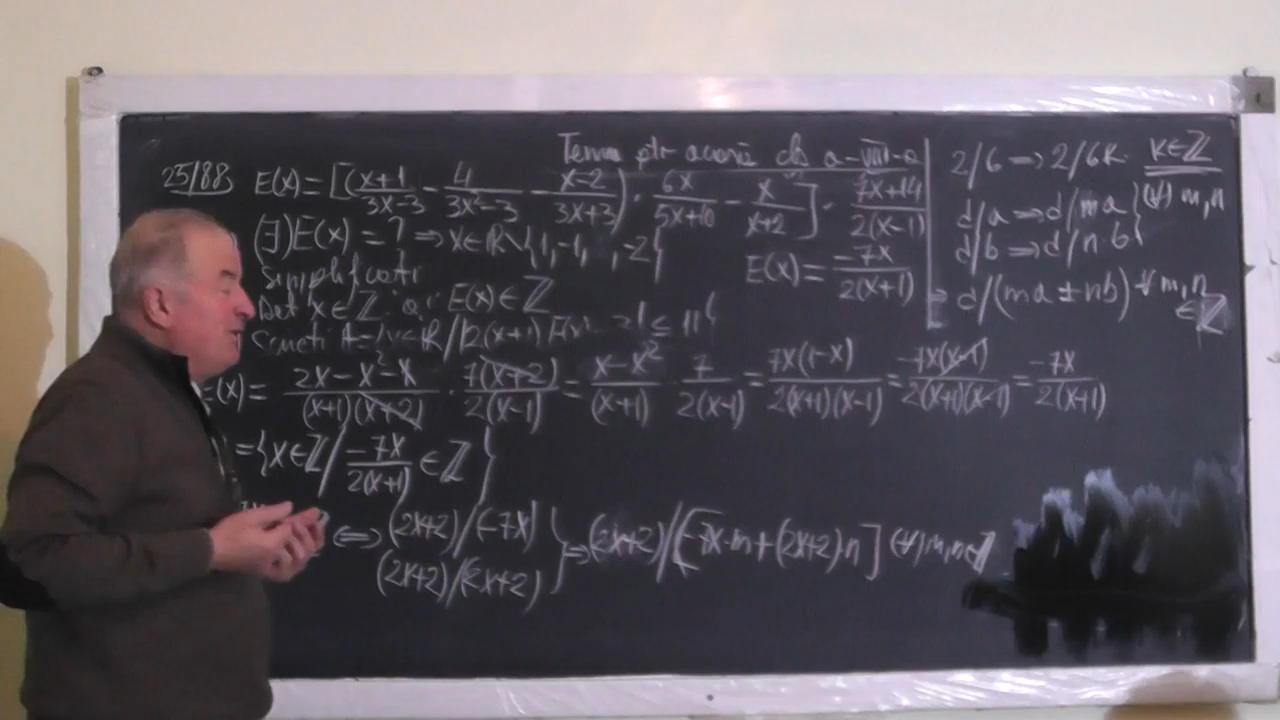 Tema ptr acasă cls a-VIII-a
25/88 E(x)=[(x+1/3x-3 - 4/3x²-3 - x-2/3x+3)· 6x/5x+10 - x/x+2]· 7x+14/2(x-1)
(∃)E(x)=? ⇒ x∈R\{1,-1, ,-2}
E(x)= -7x/2(x+1)
Simplificati
Det x∈ℤ ai E(x)∈ℤ
2x-x²-x/(x+1)(x+2) · 7(x+2)/2(x-1) = x-x²/(x+1) · 7/2(x-1) = 7x(1-x)/2(x+1)(x-1) = -7x(x-1)/2(x+1)(x-1) = -7x/2(x+1)
={x∈ℤ/ -7x/2(x+1) ∈ℤ}
⇔ (2x+2)/(-7x)
(2x+2)/(2x+2)
} ⇒ (2x+2)/[-7x·m+(2x+2)·n] (∀)m,n∈ℤ
2/6 ⇒ 2/6k. k∈ℤ
d/a ⇒ d/ma
d/b ⇒ d/n·b
} (∀) m,n
⇒ d/(ma±nb) ∀ m,n
∈ℤ